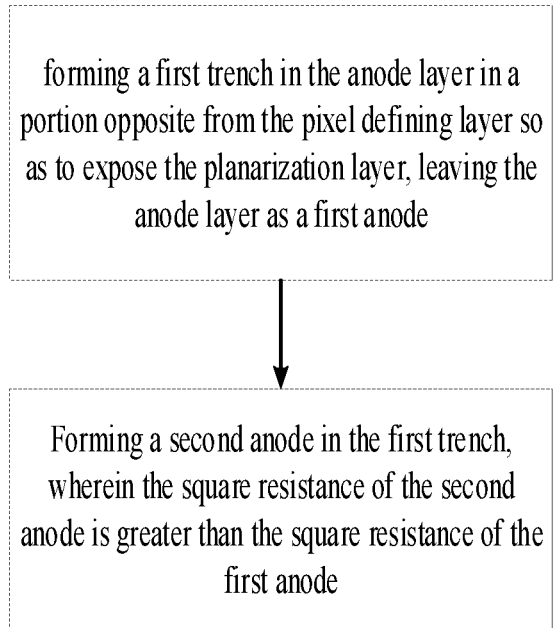 forming a first trench in the anode layer in a
portion opposite from the pixel defining layer so
as to expose the planarization layer, leaving the
anode layer as a first anode
Forming a second anode in the first trench,
wherein the square resistance of the second
anode is greater than the square resistance of the
first anode